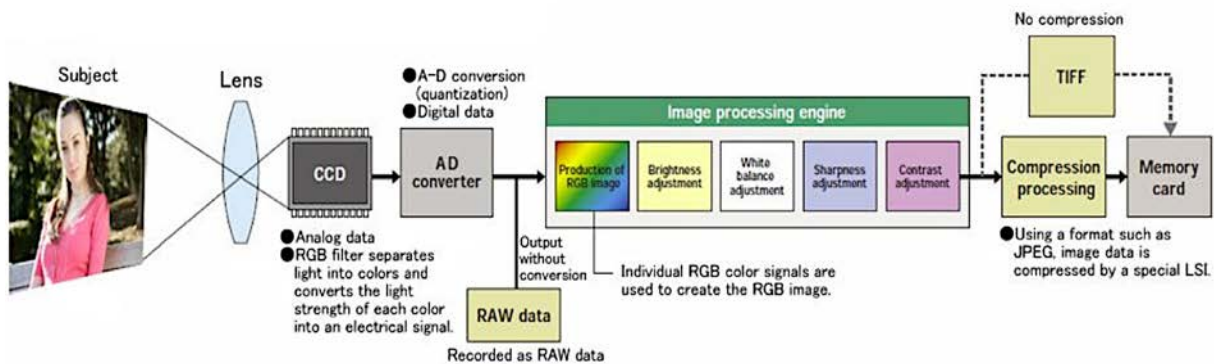 Subject
Lens
CCD
●Analog data
●RGB filter separates
light into colors and
converts the light
strength of each color
into an electrical signal.
●A-D conversion
(quantization)
●Digital data
AD
converter
Output
without
conversion
RAW data
Recorded as RAW data
Image processing engine
Production of
RGB image
Brightness
adjustment
White
balance
adjustment
Sharpness
adjustment
Contrast
adjustment
Individual RGB color signals are
used to create the RGB image.
No compression
TIFF
Compression
processing
Memory
card
●Using a format such as
JPEG, image data is
compressed by a special LSI.